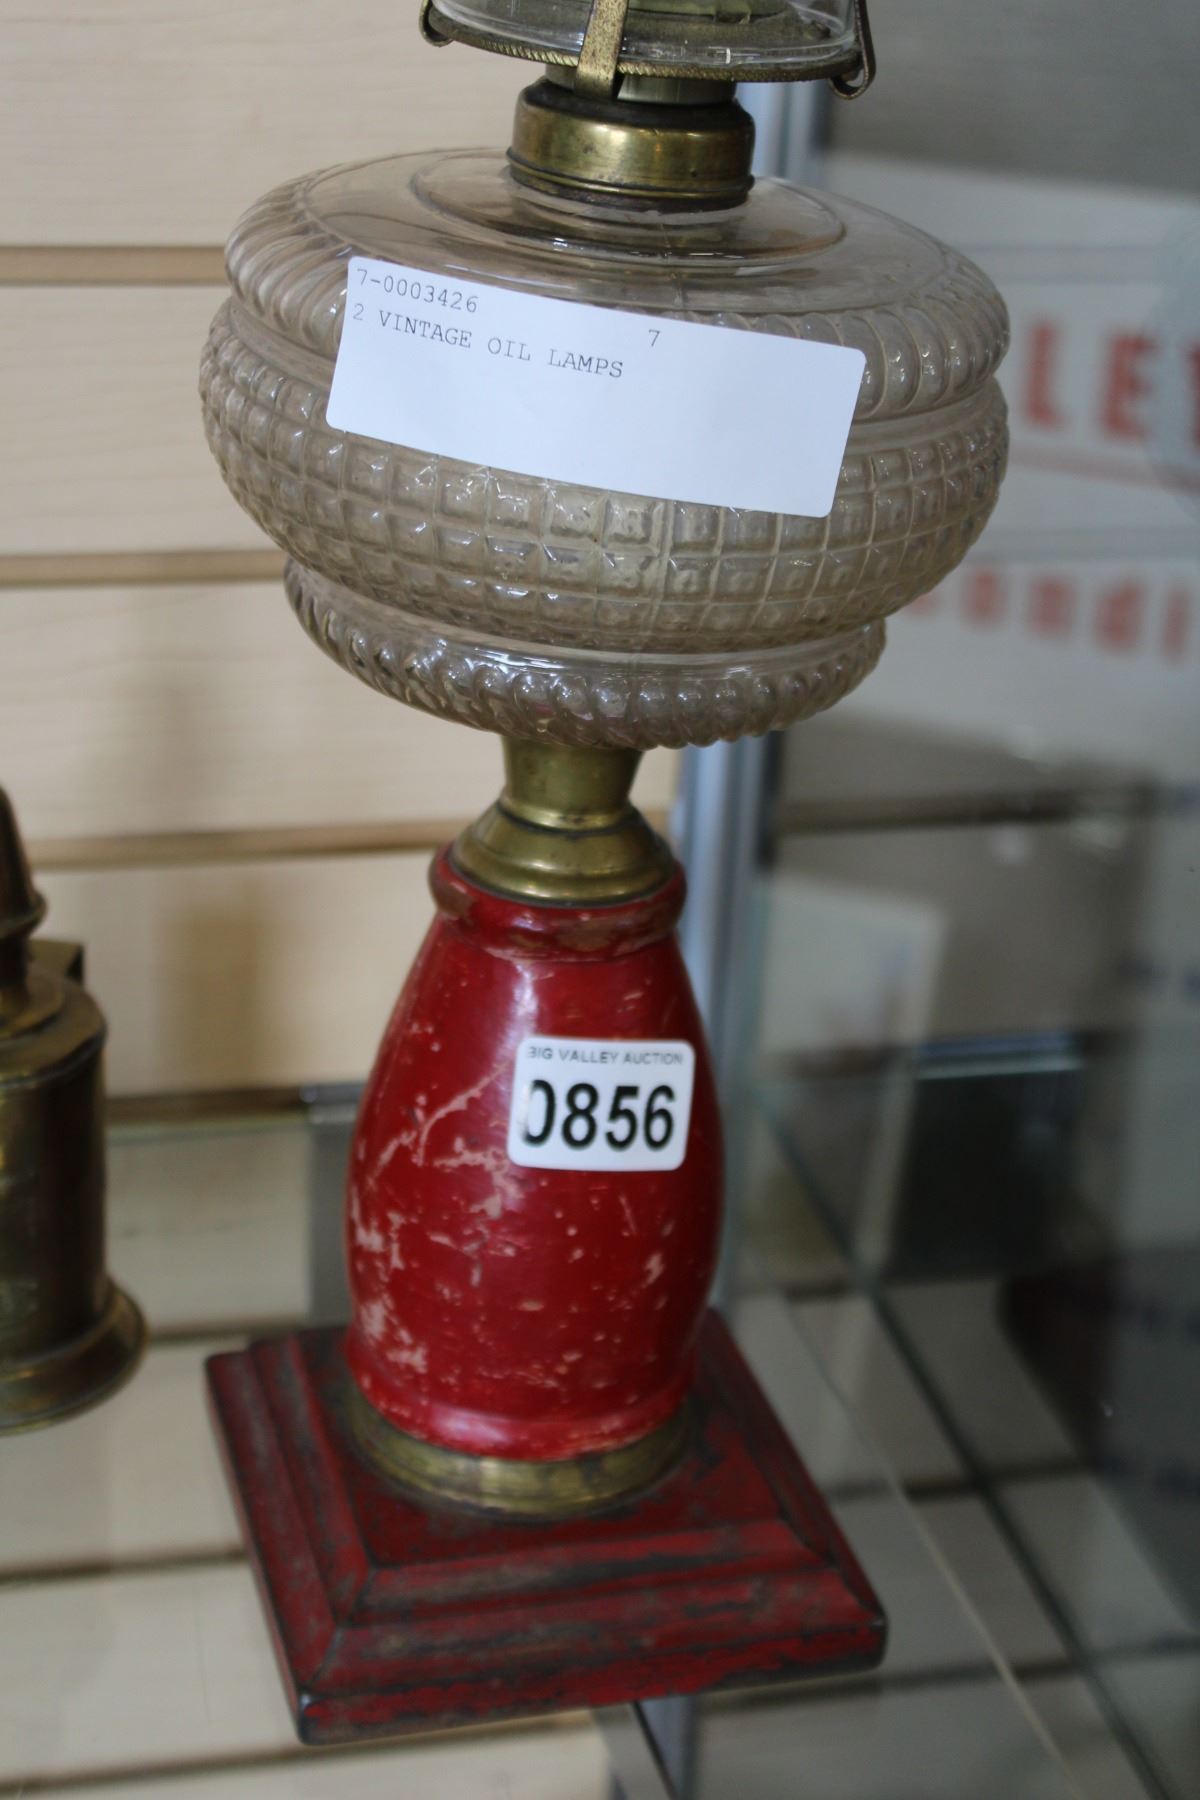 7-0003426 7
2 VINTAGE OIL LAMPS
BIG VALLEY AUCTION
0856